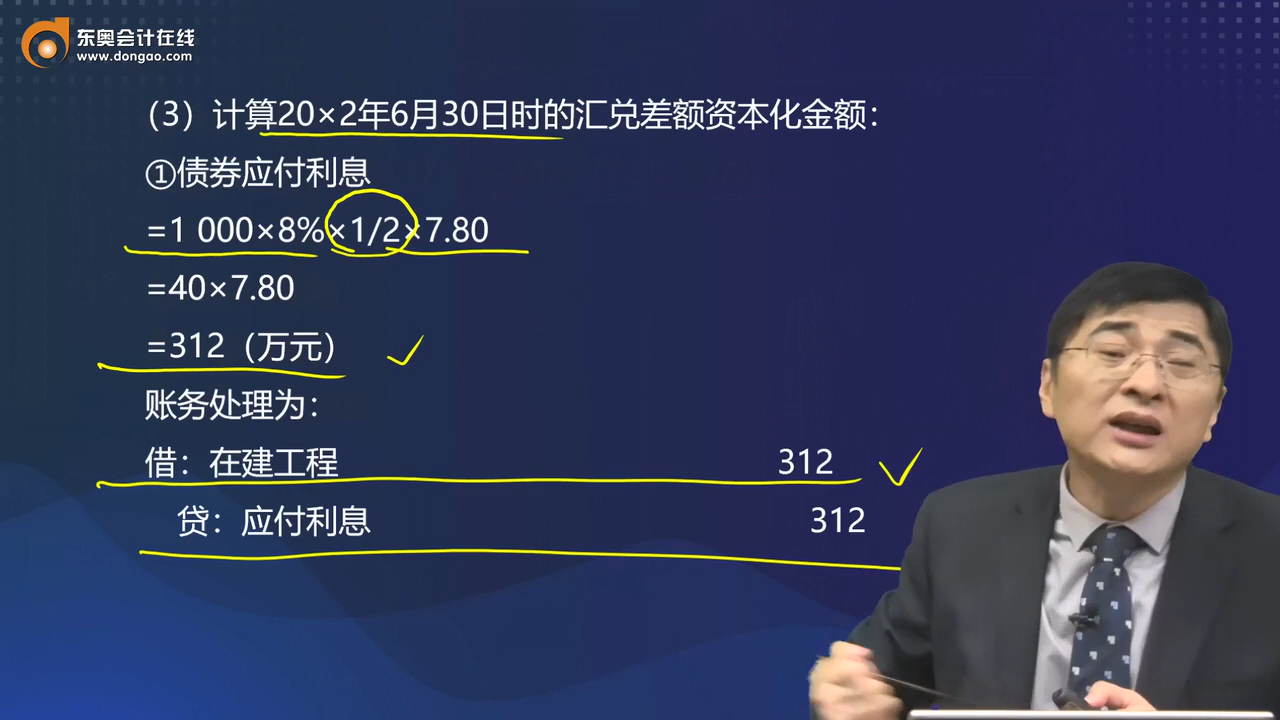 东奥会计在线
www.dongao.com
（3）计算20×2年6月30日时的汇兑差额资本化金额：
①债券应付利息
=1 000×8%×1/2×7.80
=40×7.80
=312（万元）
账务处理为：
借：在建工程 312
贷：应付利息 312